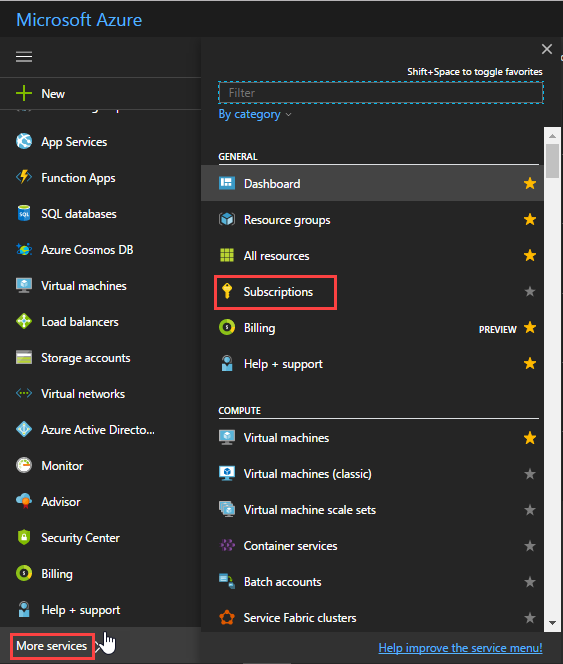 Microsoft Azure
New
App Services
Function Apps
SQL databases
Azure Cosmos DB
Virtual machines
Load balancers
Storage accounts
Virtual networks
Azure Active Directo...
Monitor
Advisor
Security Center
Billing
Help + support
More services
Shift+Space to toggle favorites
Filter
By category
GENERAL
Dashboard
Resource groups
All resources
Subscriptions
Billing PREVIEW
Help + support
COMPUTE
Virtual machines
Virtual machines (classic)
Virtual machine scale sets
Container services
Batch accounts
Service Fabric clusters
Help improve the service menu!